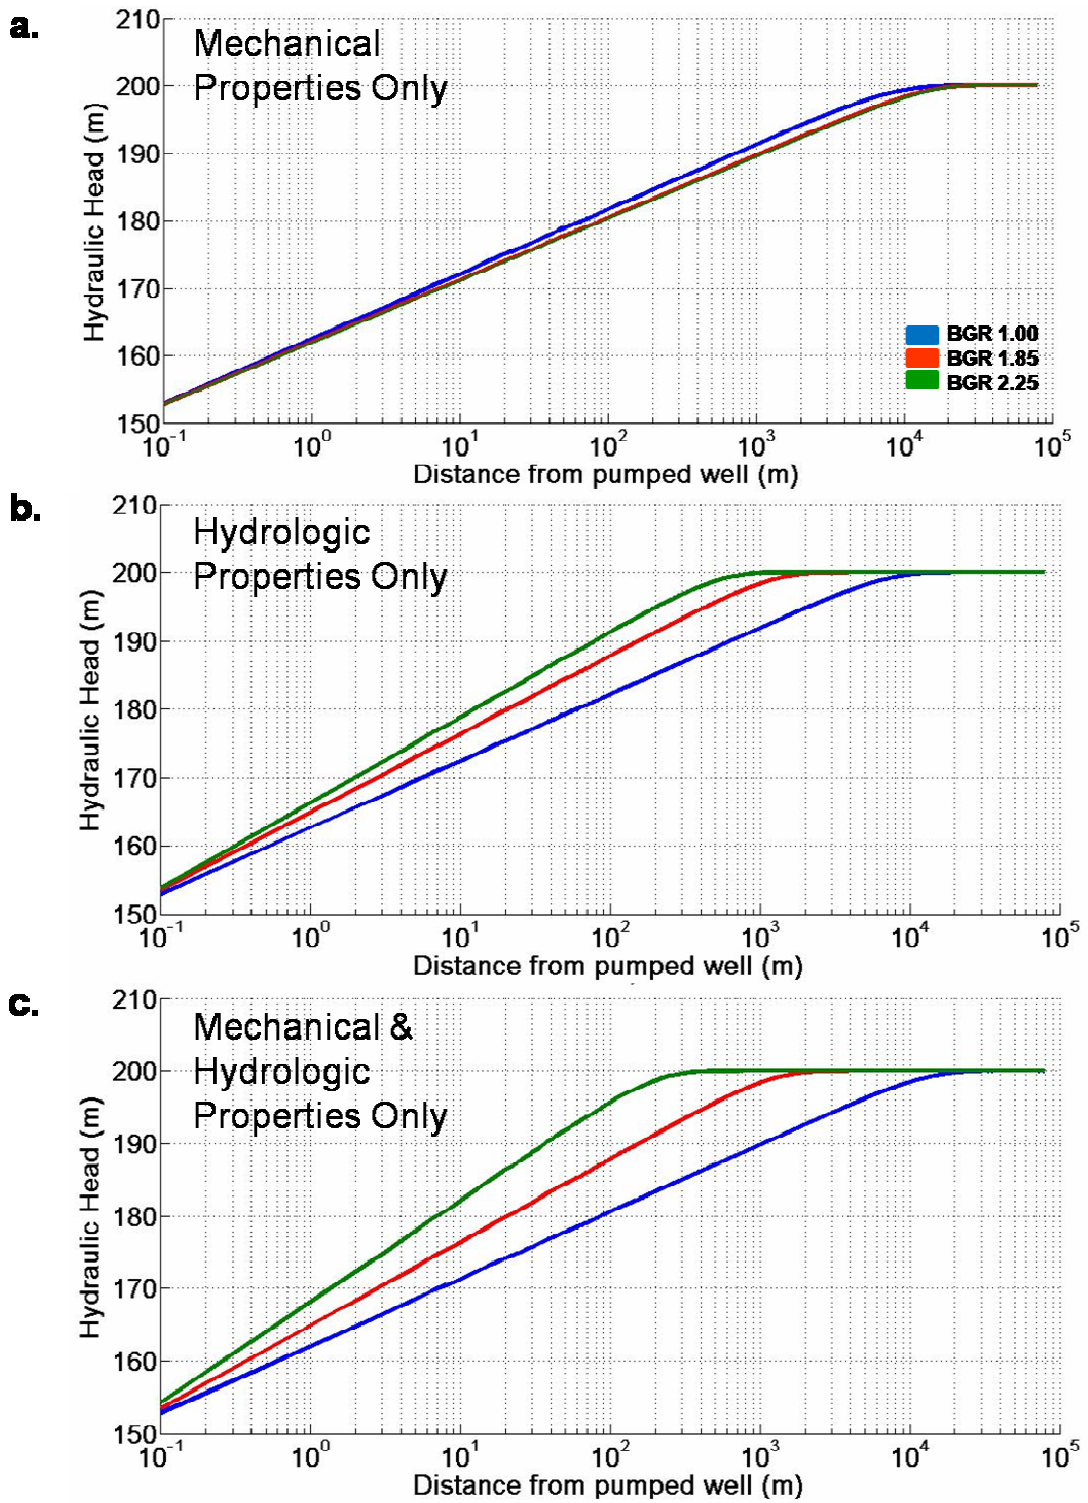 a.
Mechanical
Properties Only
Hydraulic Head (m)
210
200
190
180
170
160
150
BGR 1.00
BGR 1.85
BGR 2.25
10-1 100 101 102 103 104 105
Distance from pumped well (m)
b.
Hydrologic
Properties Only
Hydraulic Head (m)
210
200
190
180
170
160
150
10-1 100 101 102 103 104 105
Distance from pumped well (m)
c.
Mechanical &
Hydrologic
Properties Only
Hydraulic Head (m)
210
200
190
180
170
160
150
10-1 100 101 102 103 104 105
Distance from pumped well (m)